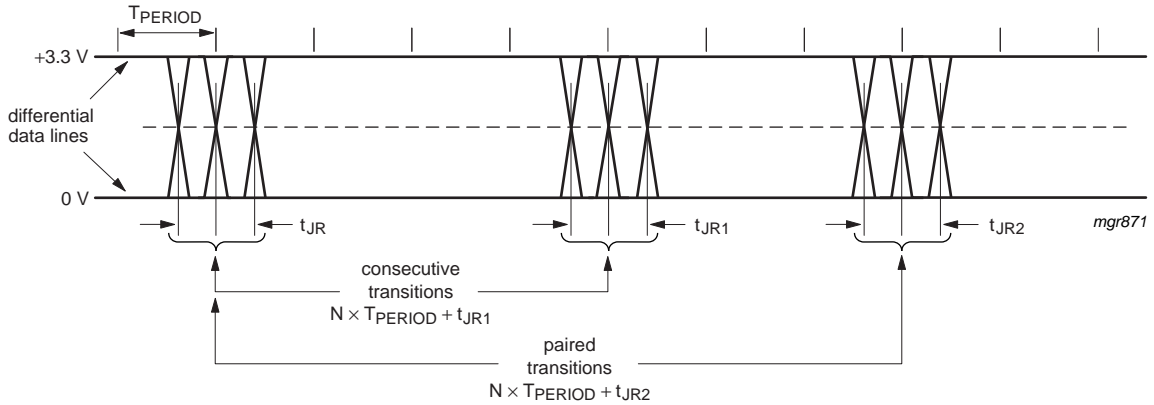 TPERIOD
+3.3 V
differential
data lines
0 V
tJR
tJR1
tJR2
mgr871
consecutive
transitions
N × TPERIOD + tJR1
paired
transitions
N × TPERIOD + tJR2